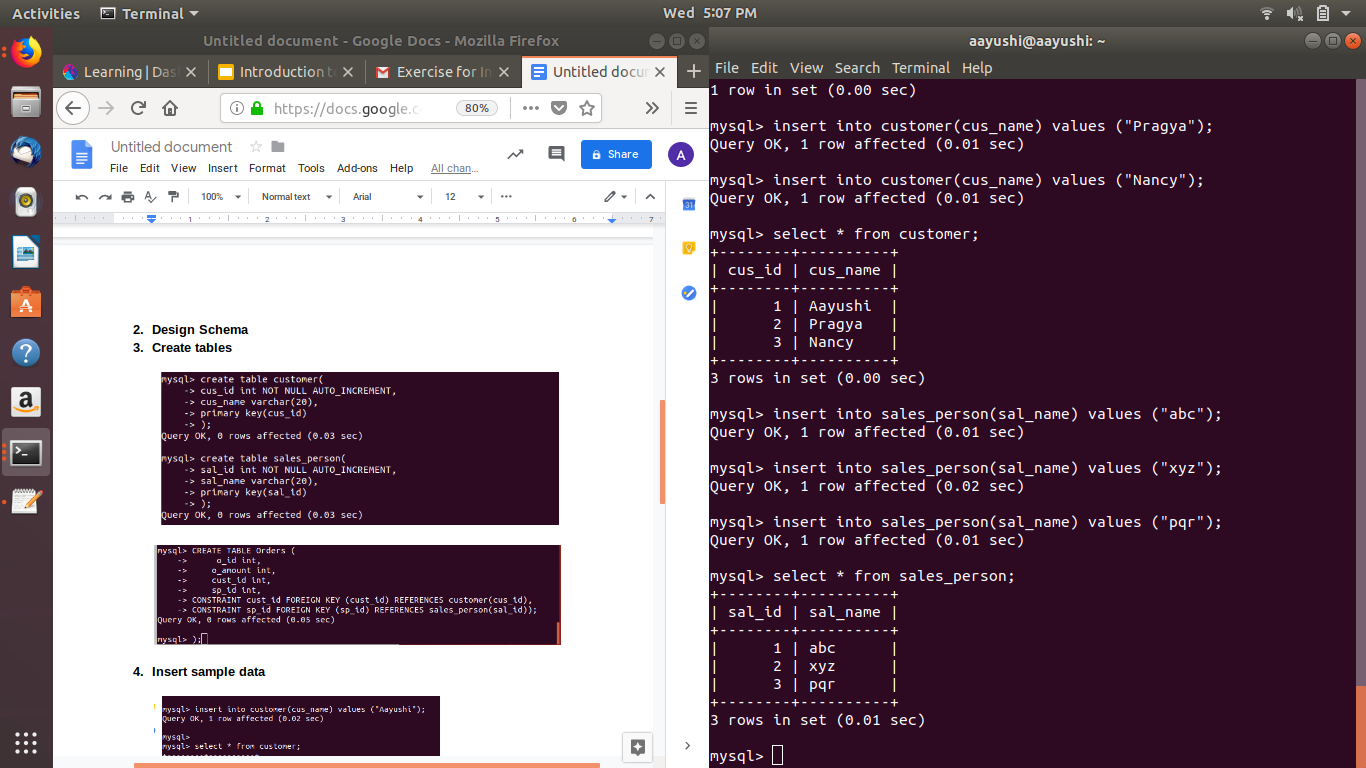 Activities Terminal Wed 5:07 PM
Untitled document - Google Docs - Mozilla Firefox
Learning | Das Introduction to Exercise for In Untitled docu
https://docs.google.c 80%
Untitled document
File Edit View Insert Format Tools Add-ons Help All chan...
Share A
100% Normal text Arial 12
1 2 3 4 5 6 7
31
2. Design Schema
3. Create tables
mysql> create table customer(
-> cus_id int NOT NULL AUTO_INCREMENT,
-> cus_name varchar(20),
-> primary key(cus_id)
-> );
Query OK, 0 rows affected (0.03 sec)
mysql> create table sales_person(
-> sal_id int NOT NULL AUTO_INCREMENT,
-> sal_name varchar(20),
-> primary key(sal_id)
-> );
Query OK, 0 rows affected (0.03 sec)
mysql> CREATE TABLE Orders (
-> o_id int,
-> o_amount int,
-> cust_id int,
-> sp_id int,
-> CONSTRAINT cust_id FOREIGN KEY (cust_id) REFERENCES customer(cus_id),
-> CONSTRAINT sp_id FOREIGN KEY (sp_id) REFERENCES sales_person(sal_id));
Query OK, 0 rows affected (0.05 sec)
mysql> );
4. Insert sample data
mysql> insert into customer(cus_name) values ("Aayushi");
Query OK, 1 row affected (0.02 sec)
mysql>
mysql> select * from customer;
aayushi@aayushi: ~
File Edit View Search Terminal Help
1 row in set (0.00 sec)
mysql> insert into customer(cus_name) values ("Pragya");
Query OK, 1 row affected (0.01 sec)
mysql> insert into customer(cus_name) values ("Nancy");
Query OK, 1 row affected (0.01 sec)
mysql> select * from customer;
+--------+----------+
| cus_id | cus_name |
+--------+----------+
| 1 | Aayushi |
| 2 | Pragya |
| 3 | Nancy |
+--------+----------+
3 rows in set (0.00 sec)
mysql> insert into sales_person(sal_name) values ("abc");
Query OK, 1 row affected (0.01 sec)
mysql> insert into sales_person(sal_name) values ("xyz");
Query OK, 1 row affected (0.02 sec)
mysql> insert into sales_person(sal_name) values ("pqr");
Query OK, 1 row affected (0.01 sec)
mysql> select * from sales_person;
+--------+----------+
| sal_id | sal_name |
+--------+----------+
| 1 | abc |
| 2 | xyz |
| 3 | pqr |
+--------+----------+
3 rows in set (0.01 sec)
mysql>